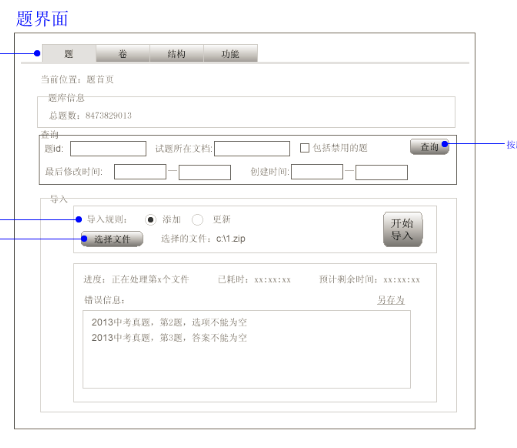 题界面
题 卷 结构 功能
当前位置：题首页
题库信息
总题数：8473829013
查询
题id: 试题所在文档: 包括禁用的题 查询
最后修改时间: — 创建时间: —
导入
导入规则： 添加 更新
开始导入
选择文件 选择的文件：c:\1.zip
进度：正在处理第x个文件 已耗时：xx:xx:xx 预计剩余时间：xx:xx:xx
错误信息： 另存为
2013中考真题，第2题，选项不能为空
2013中考真题，第3题，答案不能为空